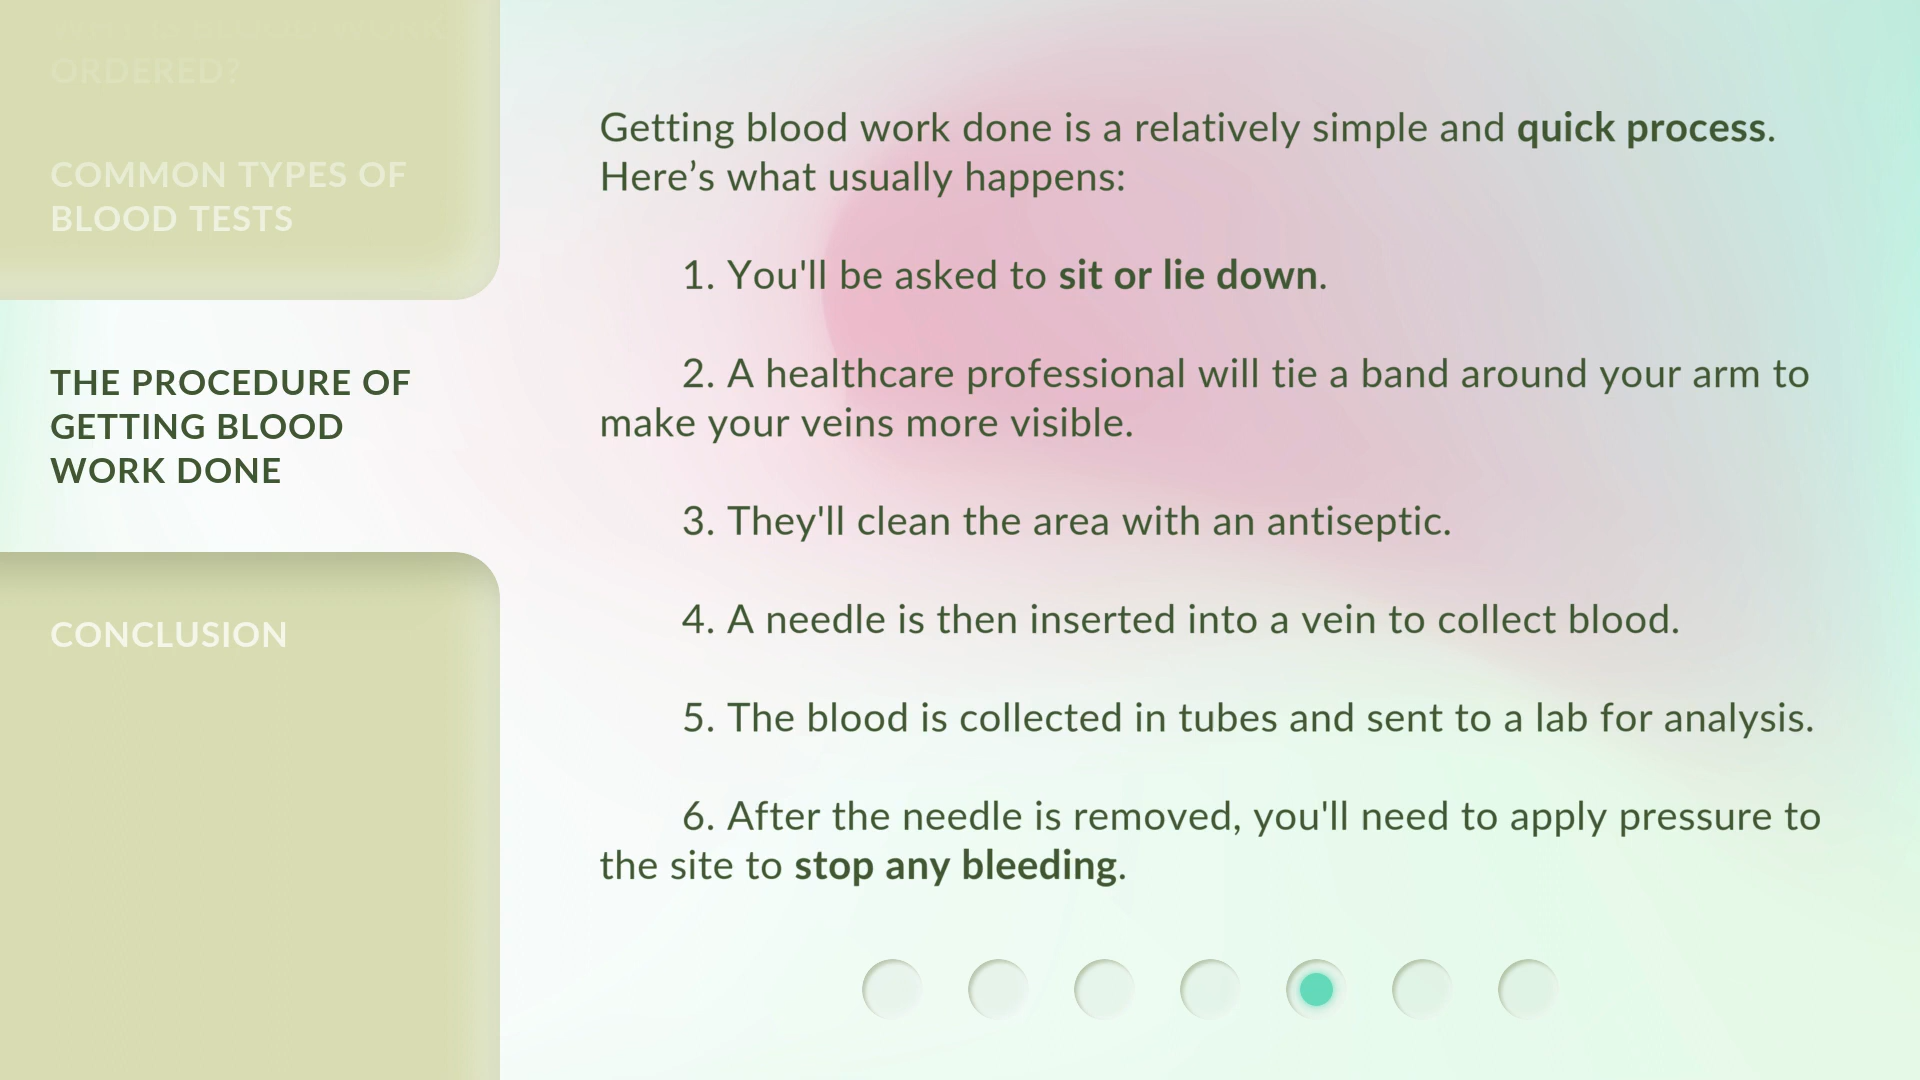 WHY IS BLOOD WORK
ORDERED?
COMMON TYPES OF
BLOOD TESTS
THE PROCEDURE OF
GETTING BLOOD
WORK DONE
CONCLUSION
Getting blood work done is a relatively simple and quick process.
Here’s what usually happens:
1. You'll be asked to sit or lie down.
2. A healthcare professional will tie a band around your arm to
make your veins more visible.
3. They'll clean the area with an antiseptic.
4. A needle is then inserted into a vein to collect blood.
5. The blood is collected in tubes and sent to a lab for analysis.
6. After the needle is removed, you'll need to apply pressure to
the site to stop any bleeding.